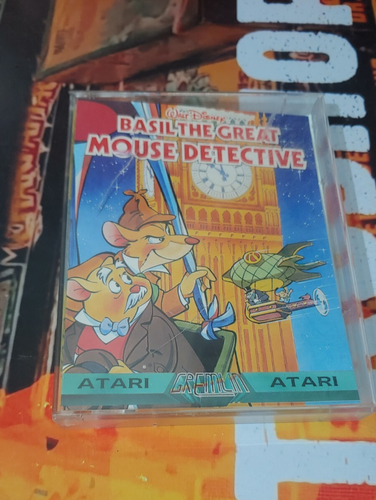 Walt Disney
BASIL THE GREAT
MOUSE DETECTIVE
ATARI GREMLIN ATARI